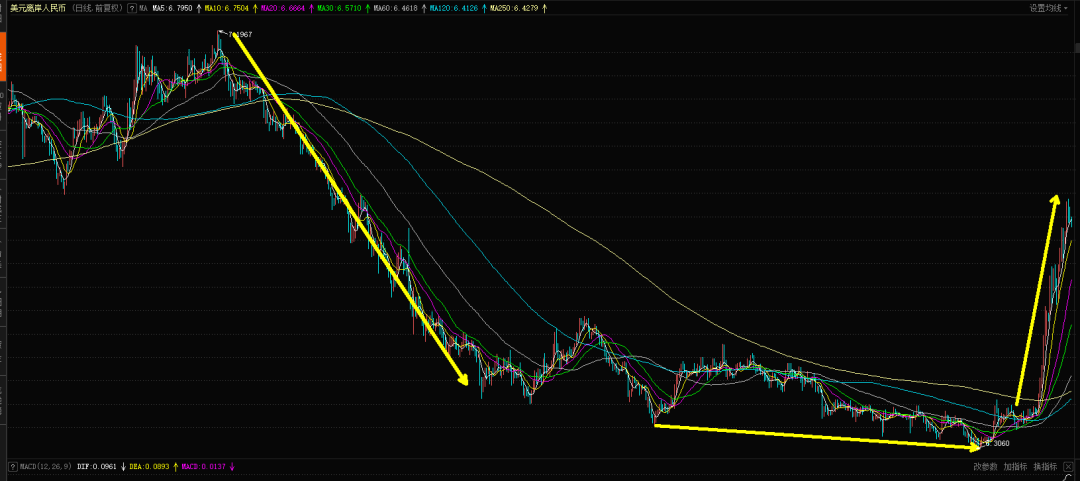 美元离岸人民币 (日线,前复权) ? MA MA5:6.7950 ↑ MA10:6.7504 ↑ MA20:6.6664 ↑ MA30:6.5710 ↑ MA60:6.4618 ↑ MA120:6.4126 ↑ MA250:6.4279 ↑ 设置均线
6.3060
? MACD(12,26,9) DIF:0.0961 ↓ DEA:0.0893 ↑ MACD:0.0137 ↓ 改参数 加指标 换指标